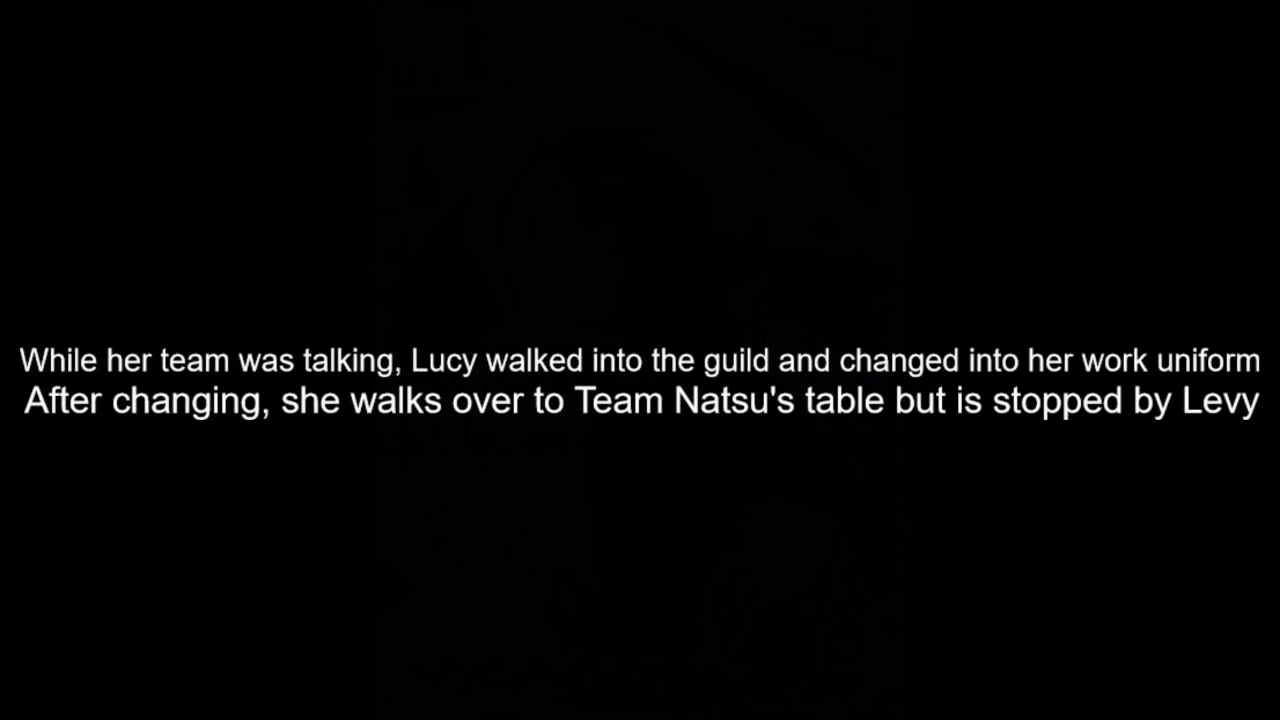 While her team was talking, Lucy walked into the guild and changed into her work uniform
After changing, she walks over to Team Natsu's table but is stopped by Levy